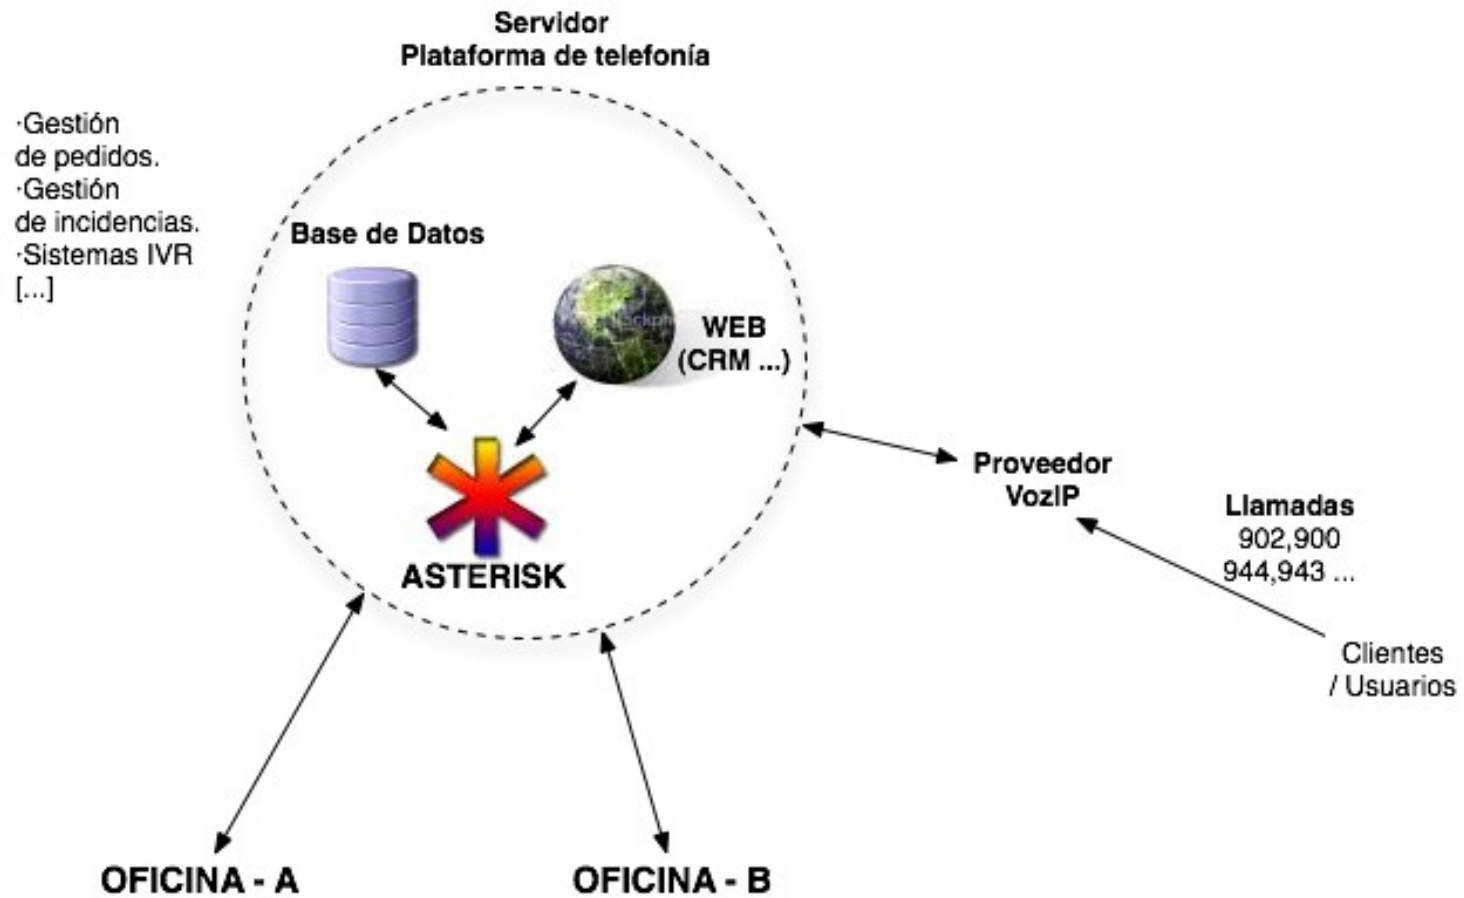 Servidor
Plataforma de telefonía
·Gestión
de pedidos.
·Gestión
de incidencias.
·Sistemas IVR
[...]
Base de Datos
WEB
(CRM ...)
ASTERISK
Proveedor
VozIP
Llamadas
902,900
944,943 ...
Clientes
/ Usuarios
OFICINA - A
OFICINA - B